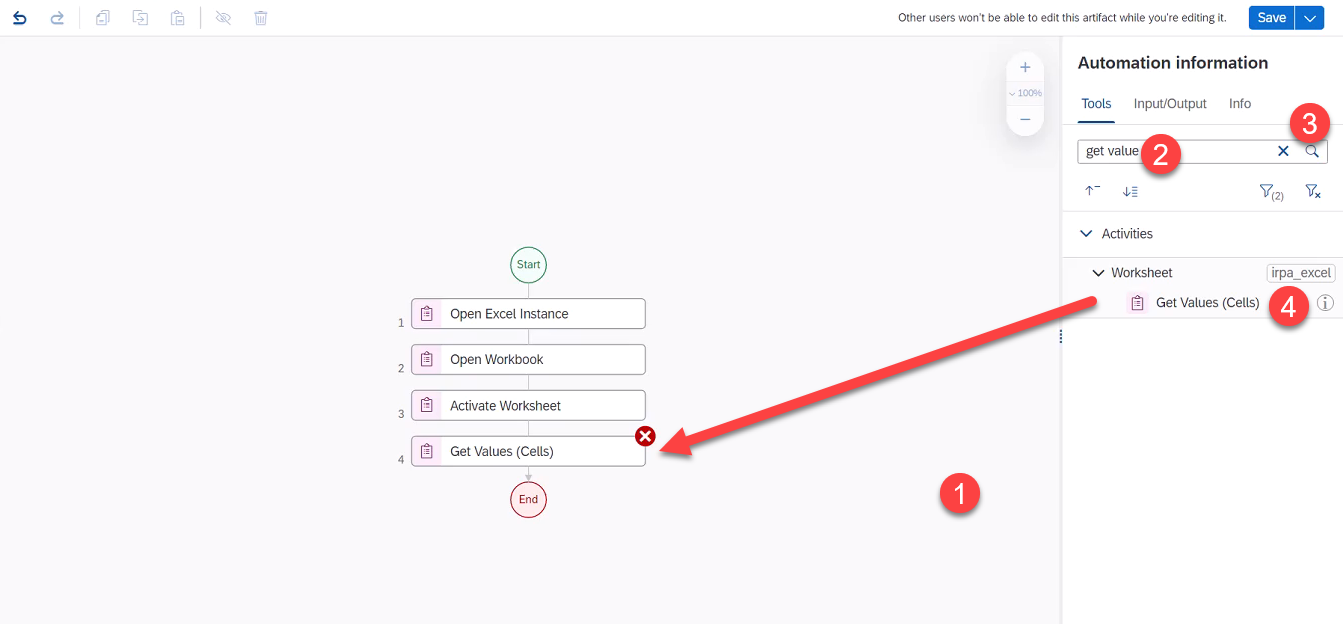 Other users won't be able to edit this artifact while you're editing it.
Save
100%
Automation information
Tools Input/Output Info
3
get value
2
(2)
Activities
Worksheet irpa_excel
Get Values (Cells)
4
Start
1 Open Excel Instance
2 Open Workbook
3 Activate Worksheet
4 Get Values (Cells)
End
1